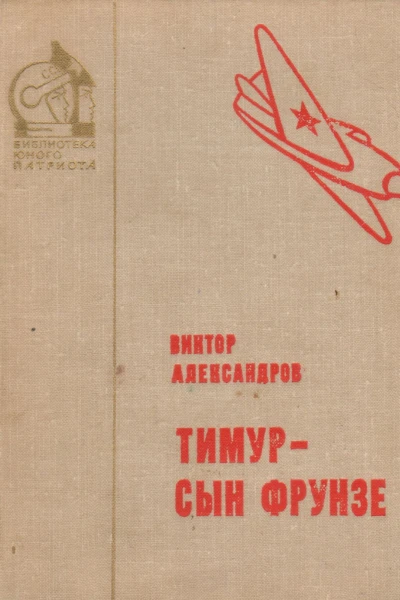 БИБЛИОТЕКА
ЮНОГО
ПАТРИОТА
ВИКТОР
АЛЕКСАНДРОВ
ТИМУР-
СЫН ФРУНЗЕ